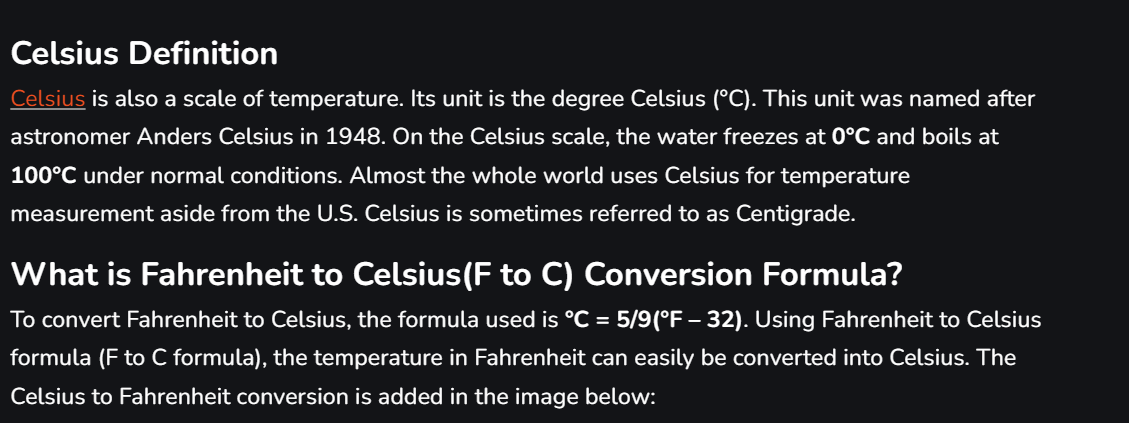 Celsius Definition
Celsius is also a scale of temperature. Its unit is the degree Celsius (°C). This unit was named after
astronomer Anders Celsius in 1948. On the Celsius scale, the water freezes at 0°C and boils at
100°C under normal conditions. Almost the whole world uses Celsius for temperature
measurement aside from the U.S. Celsius is sometimes referred to as Centigrade.
What is Fahrenheit to Celsius(F to C) Conversion Formula?
To convert Fahrenheit to Celsius, the formula used is °C = 5/9(°F – 32). Using Fahrenheit to Celsius
formula (F to C formula), the temperature in Fahrenheit can easily be converted into Celsius. The
Celsius to Fahrenheit conversion is added in the image below: